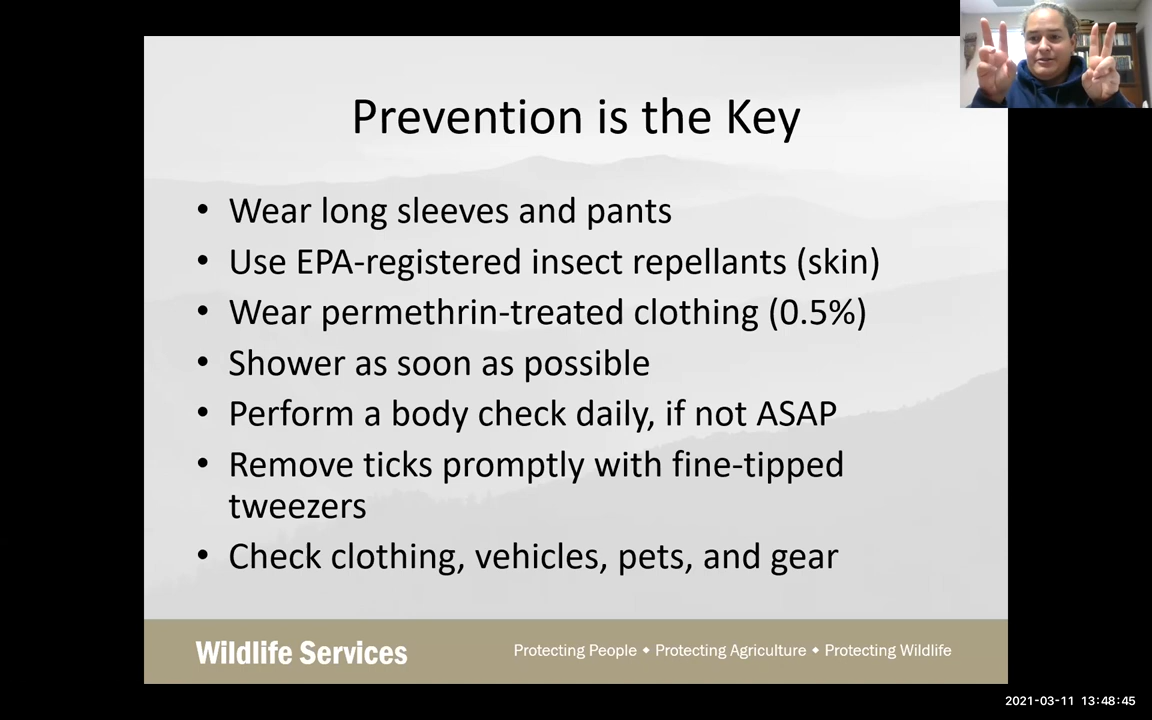 Prevention is the Key
• Wear long sleeves and pants
• Use EPA-registered insect repellants (skin)
• Wear permethrin-treated clothing (0.5%)
• Shower as soon as possible
• Perform a body check daily, if not ASAP
• Remove ticks promptly with fine-tipped
tweezers
• Check clothing, vehicles, pets, and gear
Wildlife Services
Protecting People ⬥ Protecting Agriculture ⬥ Protecting Wildlife
2021-03-11 13:48:45